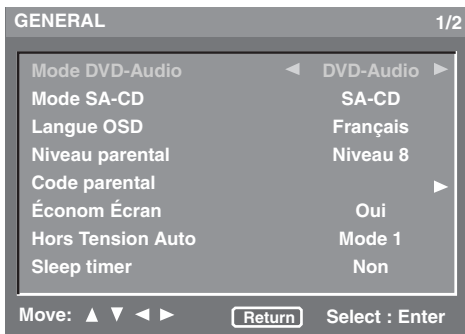 GENERAL 1/2
Mode DVD-Audio ◀ DVD-Audio ▶
Mode SA-CD SA-CD
Langue OSD Français
Niveau parental Niveau 8
Code parental ▶
Économ Écran Oui
Hors Tension Auto Mode 1
Sleep timer Non
Move: ▲ ▼ ◀ ▶ Return Select : Enter